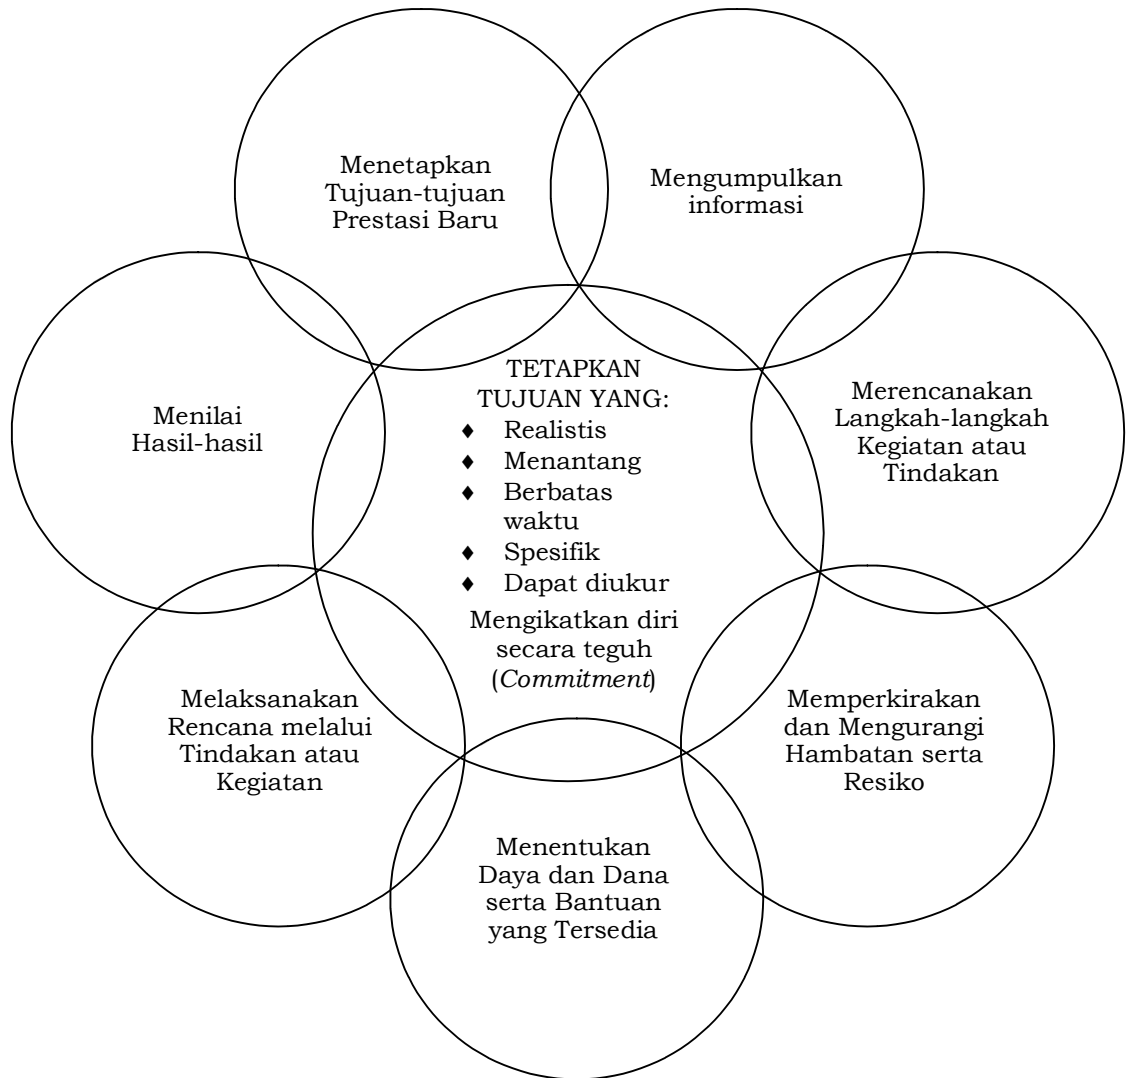 Menetapkan
Tujuan-tujuan
Prestasi Baru
Mengumpulkan
informasi
Merencanakan
Langkah-langkah
Kegiatan atau
Tindakan
Memperkirakan
dan Mengurangi
Hambatan serta
Resiko
Menentukan
Daya dan Dana
serta Bantuan
yang Tersedia
Melaksanakan
Rencana melalui
Tindakan atau
Kegiatan
Menilai
Hasil-hasil
TETAPKAN
TUJUAN YANG:
♦ Realistis
♦ Menantang
♦ Berbatas
waktu
♦ Spesifik
♦ Dapat diukur
Mengikatkan diri
secara teguh
(Commitment)